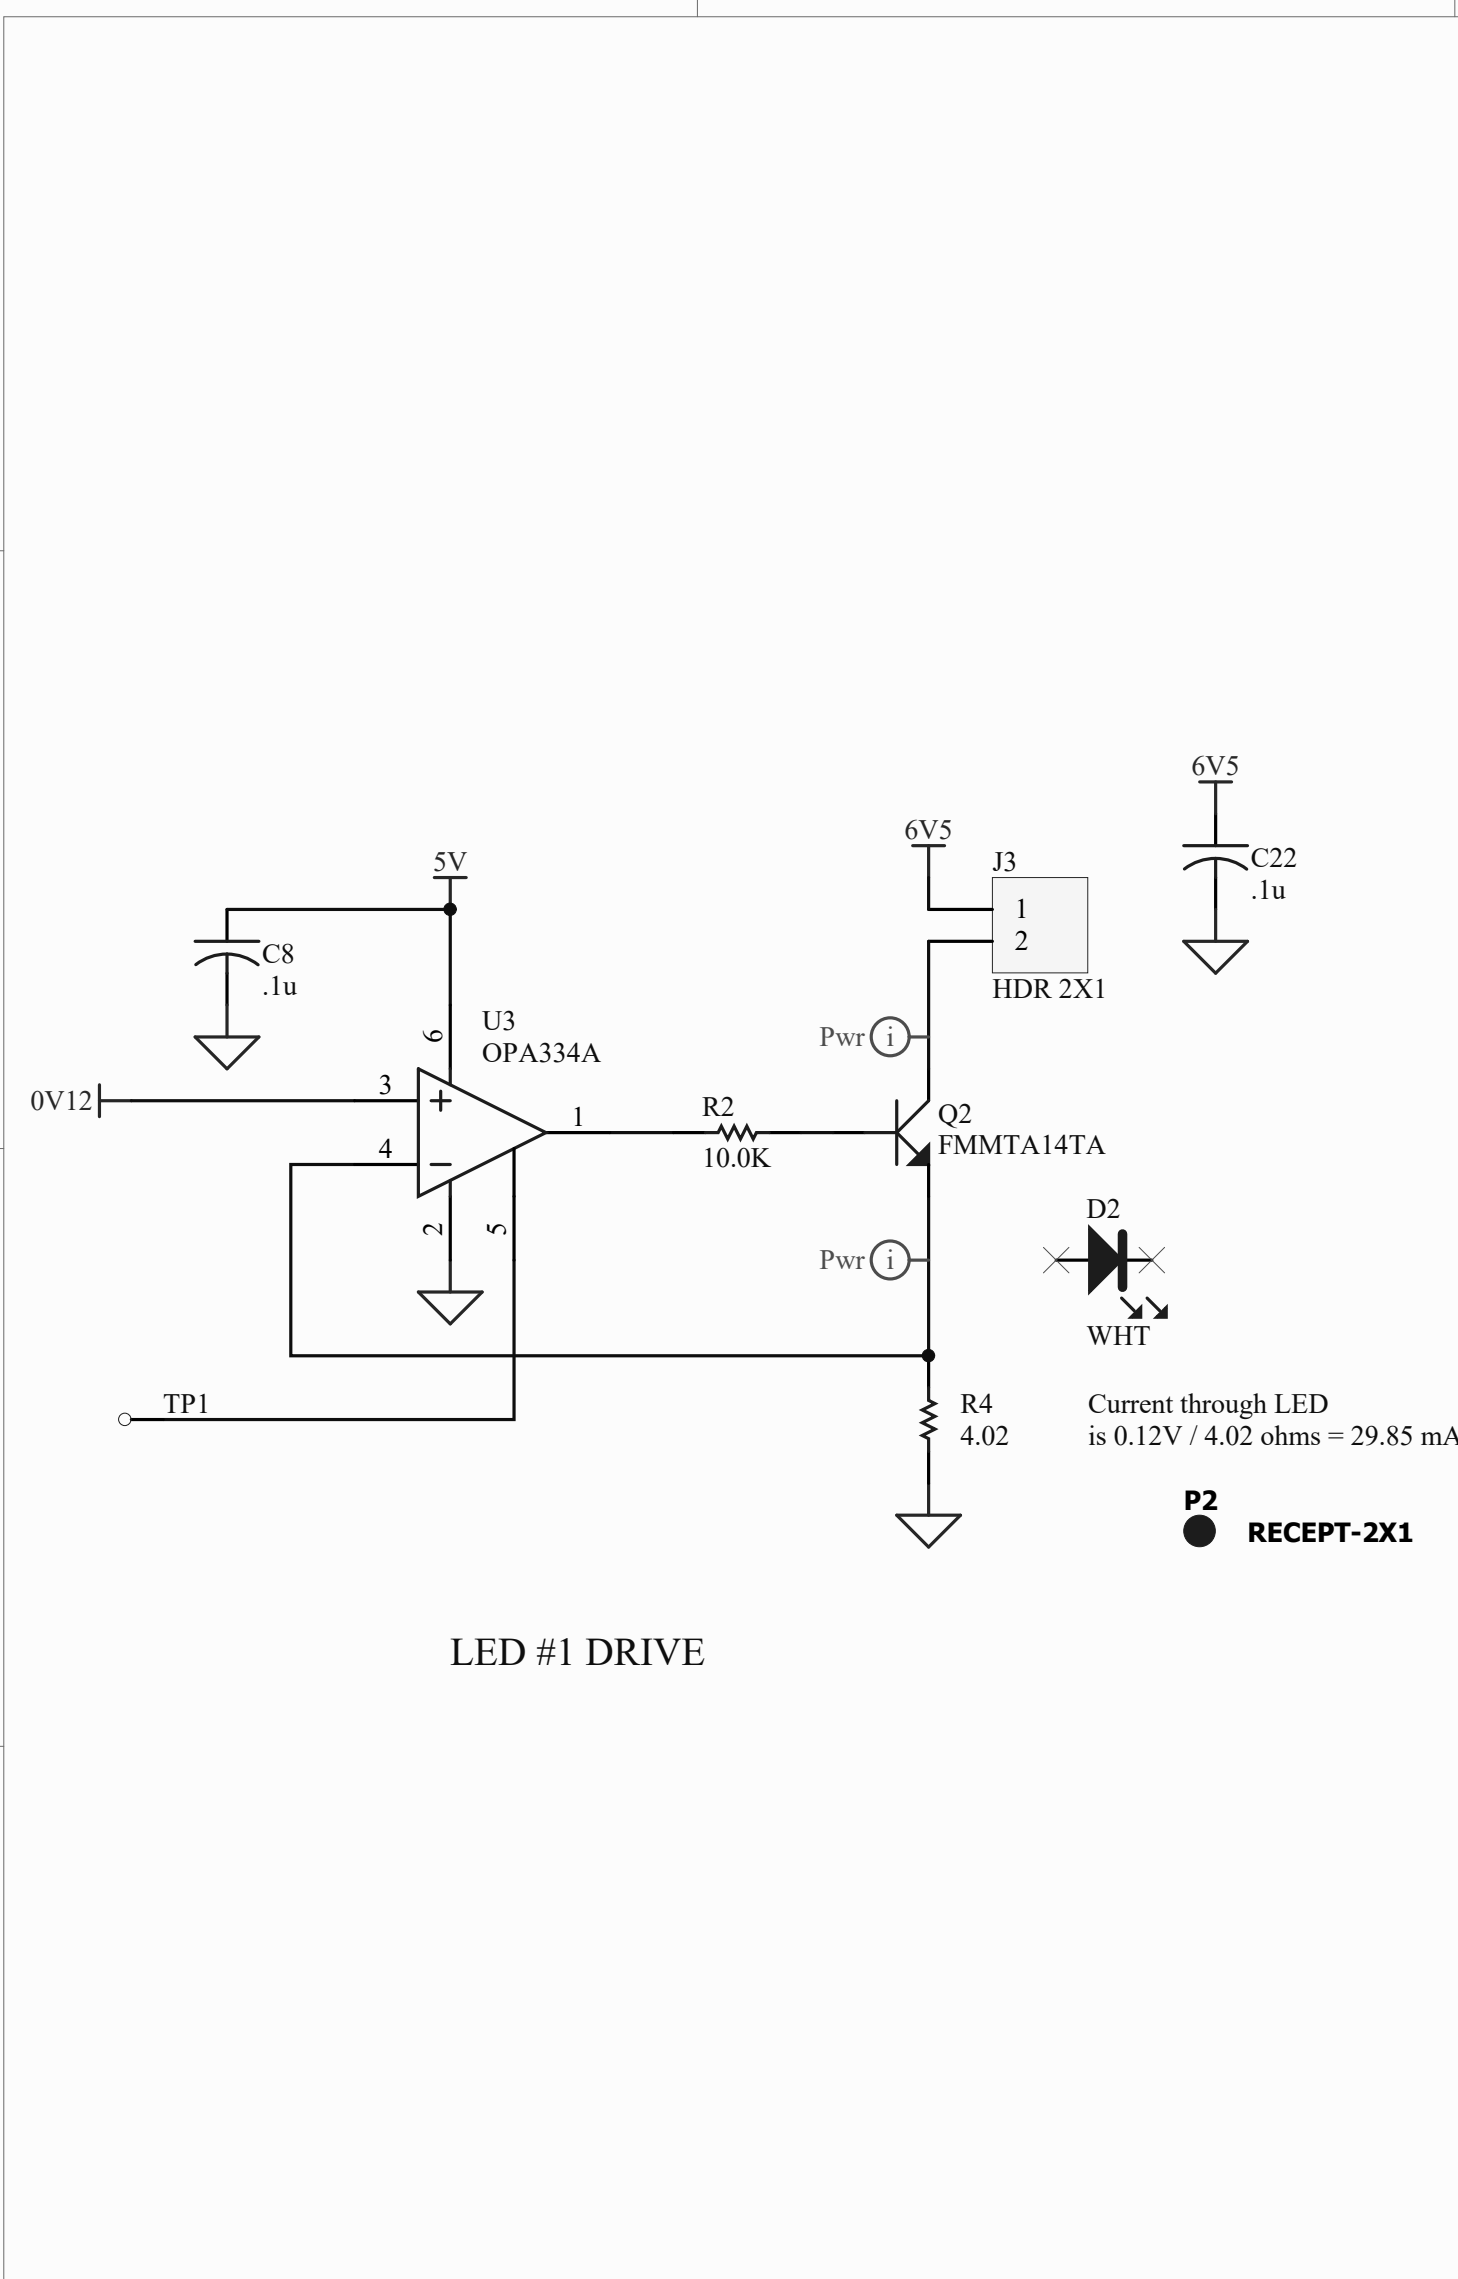 6V5
6V5
J3
1
2
HDR 2X1
C22
.1u
5V
C8
.1u
6
U3
OPA334A
Pwr i
0V12
3
+
4
−
1
2
5
R2
10.0K
Q2
FMMTA14TA
D2
WHT
Pwr i
TP1
R4
4.02
Current through LED
is 0.12V / 4.02 ohms = 29.85 mA
P2
RECEPT-2X1
LED #1 DRIVE